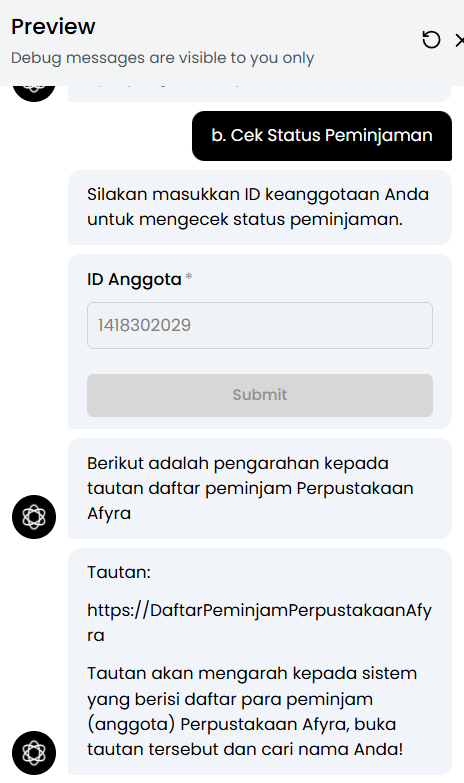 Preview
Debug messages are visible to you only
b. Cek Status Peminjaman
Silakan masukkan ID keanggotaan Anda
untuk mengecek status peminjaman.
ID Anggota *
1418302029
Submit
Berikut adalah pengarahan kepada
tautan daftar peminjam Perpustakaan
Afyra
Tautan:
https://DaftarPeminjamPerpustakaanAfy
ra
Tautan akan mengarah kepada sistem
yang berisi daftar para peminjam
(anggota) Perpustakaan Afyra, buka
tautan tersebut dan cari nama Anda!